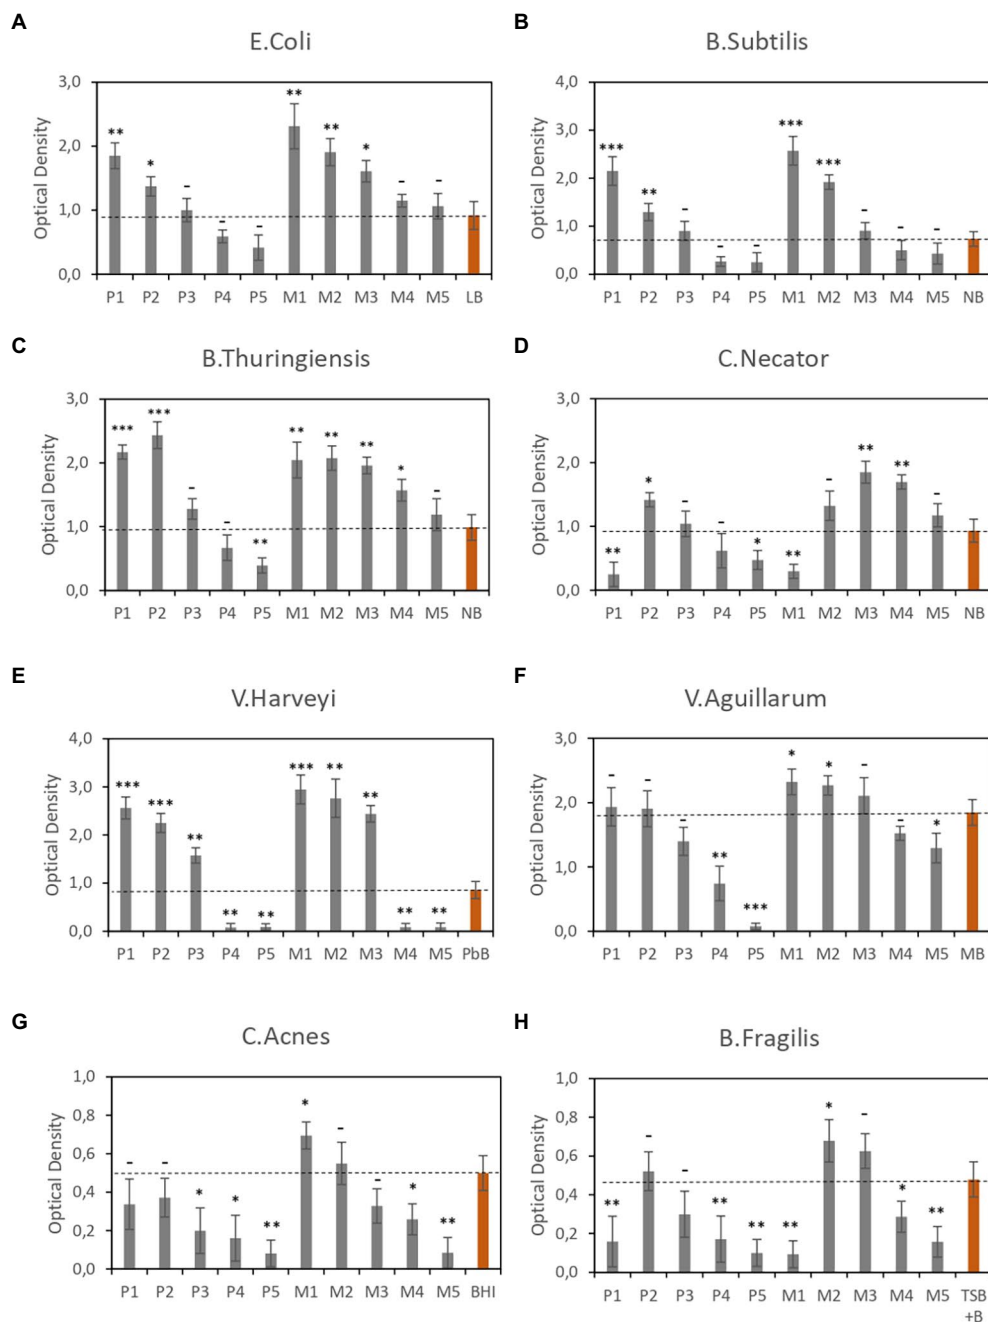 A
E.Coli
Optical Density
3,0
2,0
1,0
0,0
** * – – – ** ** * – –
P1 P2 P3 P4 P5 M1 M2 M3 M4 M5 LB
B
B.Subtilis
Optical Density
4,0
3,0
2,0
1,0
0,0
*** ** – – – *** *** – – –
P1 P2 P3 P4 P5 M1 M2 M3 M4 M5 NB
C
B.Thuringiensis
Optical Density
3,0
2,0
1,0
0,0
*** *** – – ** ** ** ** * –
P1 P2 P3 P4 P5 M1 M2 M3 M4 M5 NB
D
C.Necator
Optical Density
3,0
2,0
1,0
0,0
** * – – * ** – ** ** –
P1 P2 P3 P4 P5 M1 M2 M3 M4 M5 NB
E
V.Harveyi
Optical Density
4,0
3,0
2,0
1,0
0,0
*** *** ** ** ** *** ** ** ** **
P1 P2 P3 P4 P5 M1 M2 M3 M4 M5 PbB
F
V.Aguillarum
Optical Density
3,0
2,0
1,0
0,0
– – – ** *** * * – – *
P1 P2 P3 P4 P5 M1 M2 M3 M4 M5 MB
G
C.Acnes
Optical Density
1,0
0,8
0,6
0,4
0,2
0,0
– – * * ** * – – * **
P1 P2 P3 P4 P5 M1 M2 M3 M4 M5 BHI
H
B.Fragilis
Optical Density
1,0
0,8
0,6
0,4
0,2
0,0
** – – ** ** ** * – * **
P1 P2 P3 P4 P5 M1 M2 M3 M4 M5 TSB
+B